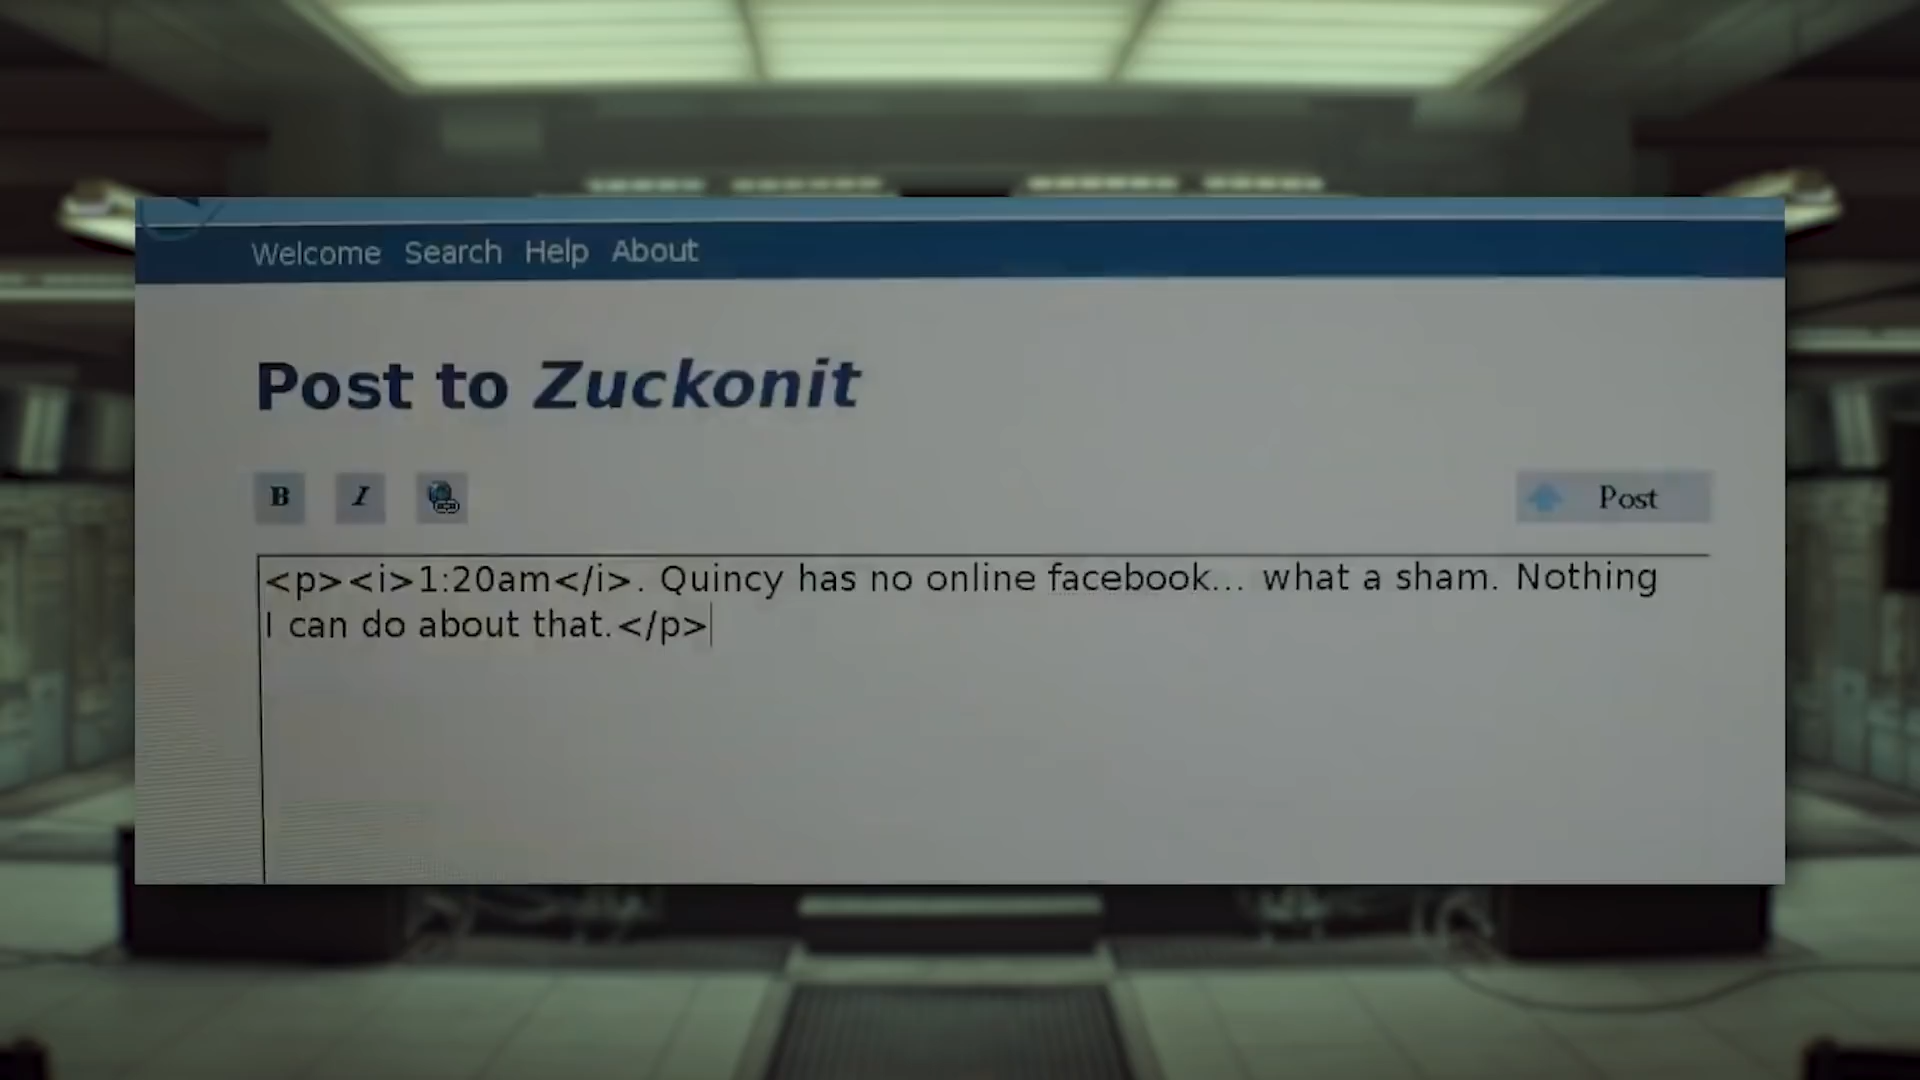 Welcome Search Help About
Post to Zuckonit
B I
Post
<p><i>1:20am</i>. Quincy has no online facebook... what a sham. Nothing
I can do about that.</p>